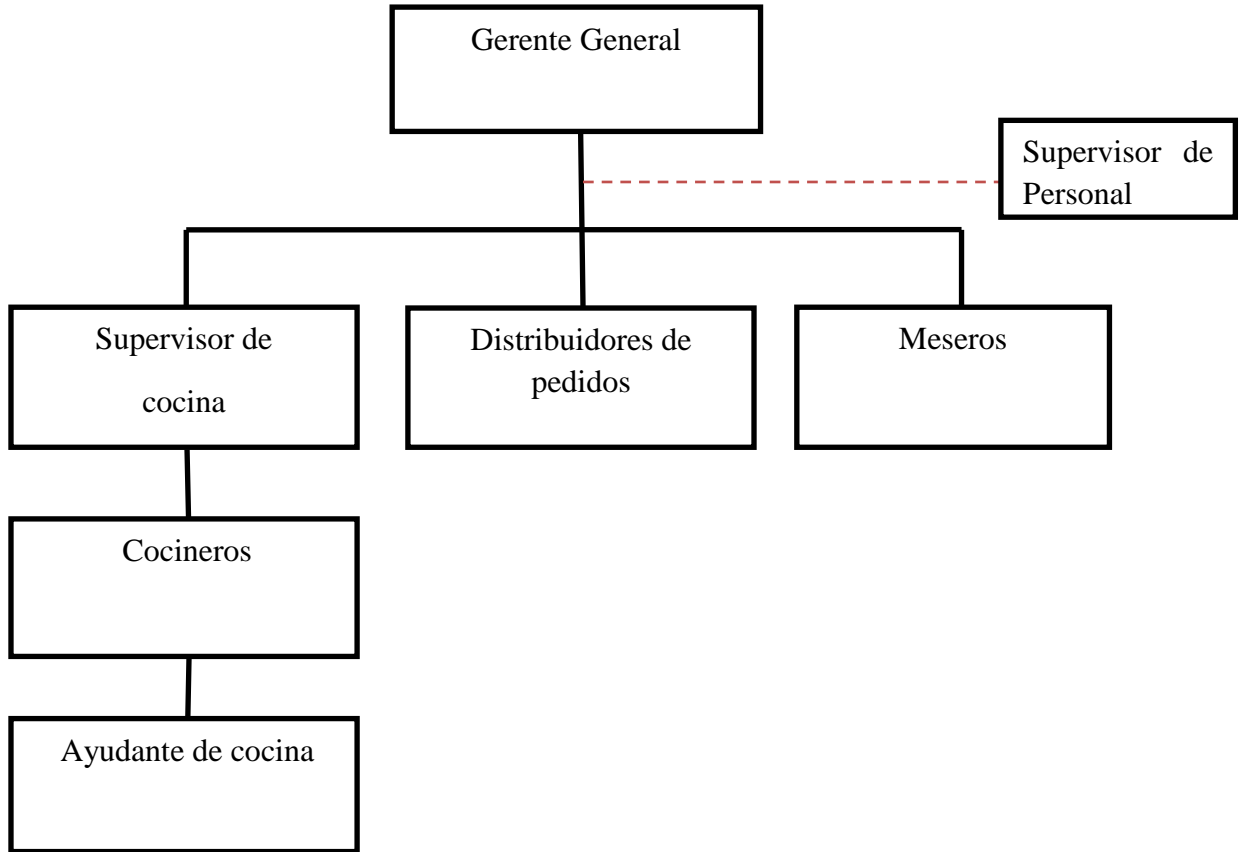 Gerente General
Supervisor de
Personal
Supervisor de
cocina
Distribuidores de
pedidos
Meseros
Cocineros
Ayudante de cocina